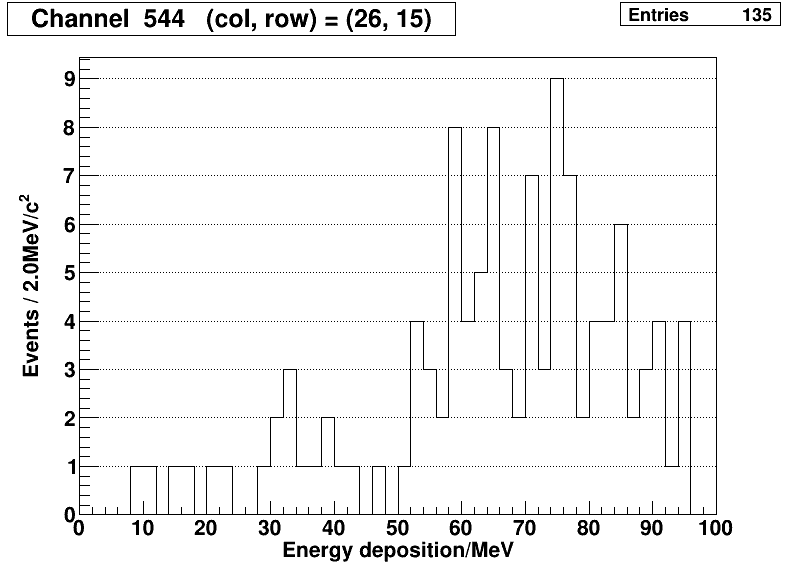 Channel  544   (col, row) = (26, 15)
Entries 135
Events / 2.0MeV/c²
9
8
7
6
5
4
3
2
1
0
0 10 20 30 40 50 60 70 80 90 100
Energy deposition/MeV